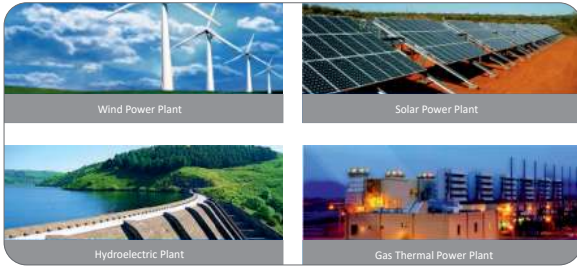 Wind Power Plant
Solar Power Plant
Hydroelectric Plant
Gas Thermal Power Plant